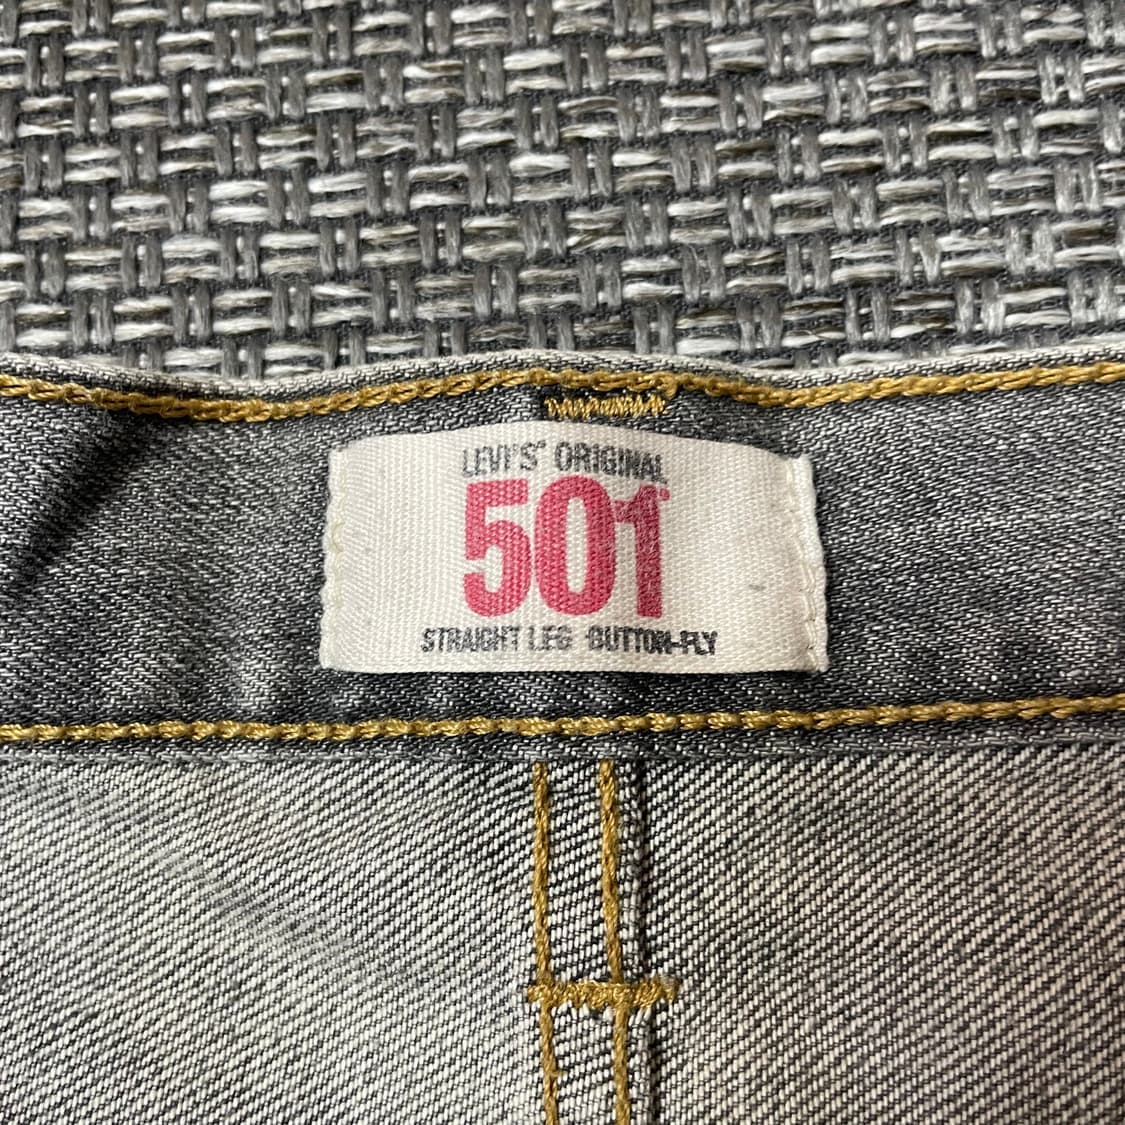 LEVI'S® ORIGINAL
501®
STRAIGHT LEG BUTTON-FLY